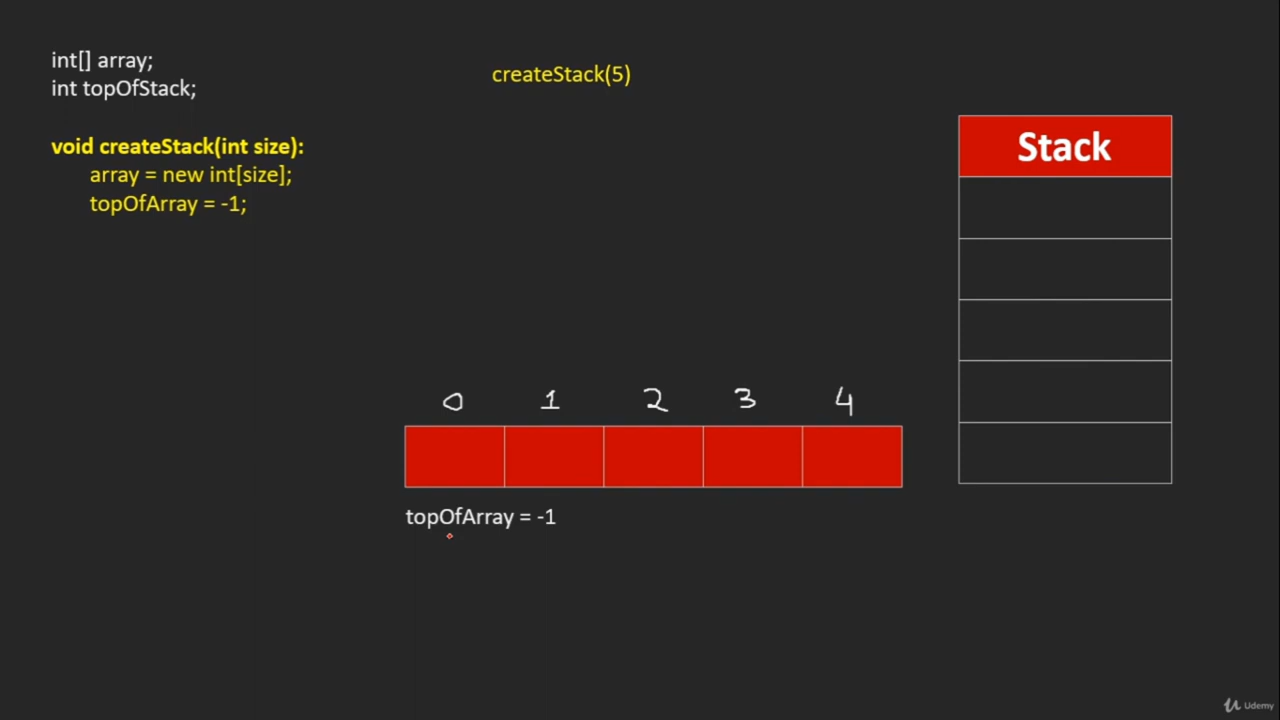 int[] array;
int topOfStack;
createStack(5)
void createStack(int size):
array = new int[size];
topOfArray = -1;
Stack
0 1 2 3 4
topOfArray = -1
Udemy